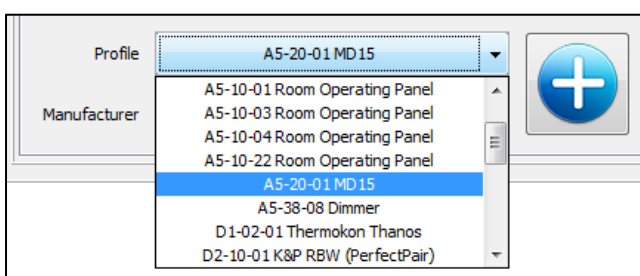 Profile
A5-20-01 MD15
Manufacturer
A5-10-01 Room Operating Panel
A5-10-03 Room Operating Panel
A5-10-04 Room Operating Panel
A5-10-22 Room Operating Panel
A5-20-01 MD15
A5-38-08 Dimmer
D1-02-01 Thermokon Thanos
D2-10-01 K&P RBW (PerfectPair)